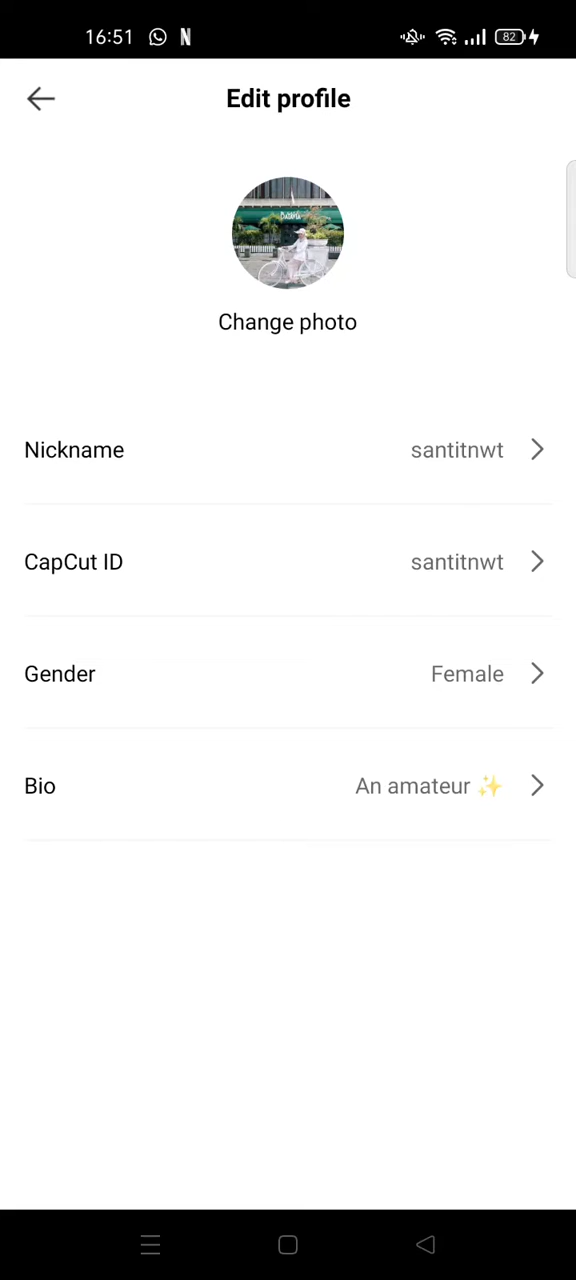 16:51 N 82
Edit profile
Change photo
Nickname santitnwt
CapCut ID santitnwt
Gender Female
Bio An amateur ✨